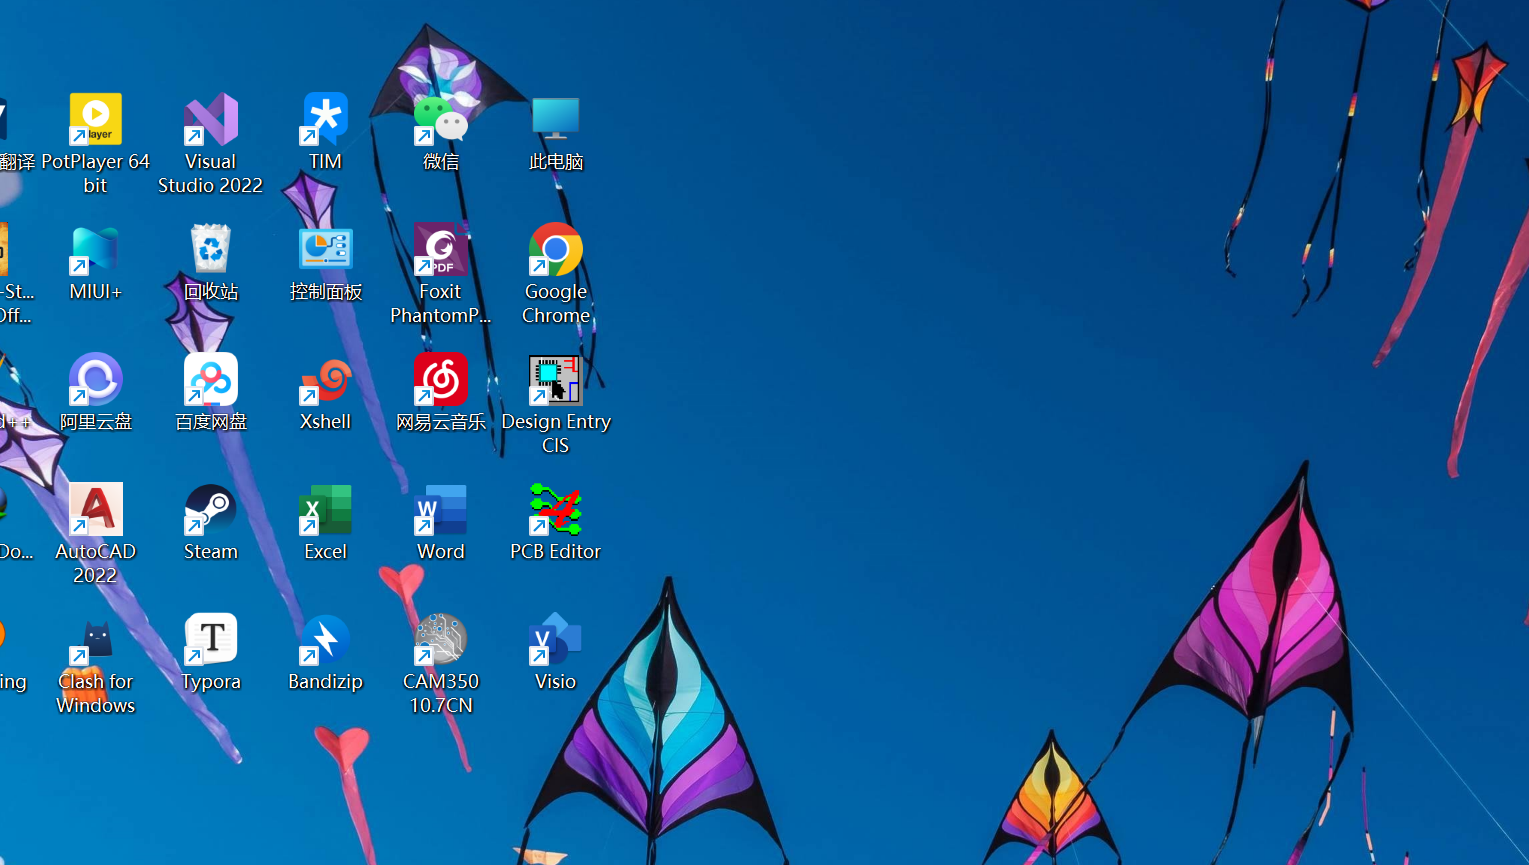 翻译
PotPlayer 64
bit
Visual
Studio 2022
TIM
微信
此电脑
-St...
Off...
MIUI+
回收站
控制面板
PDF
Foxit
PhantomP...
Google
Chrome
d++
阿里云盘
百度网盘
Xshell
网易云音乐
Design Entry
CIS
Do...
AutoCAD
2022
Steam
Excel
Word
PCB Editor
ing
Clash for
Windows
Typora
Bandizip
CAM350
10.7CN
Visio